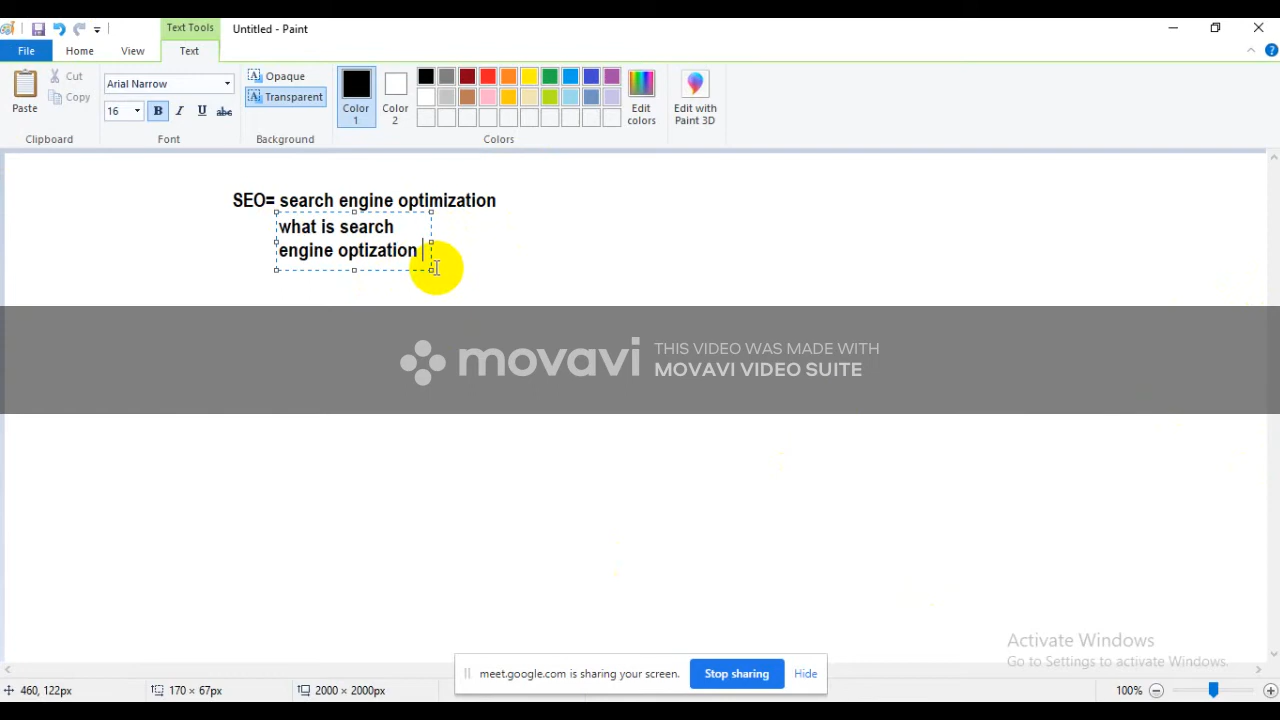 Text Tools
Untitled - Paint
File
Home
View
Text
Paste
Cut
Copy
Clipboard
Arial Narrow
16
B
I
U
abc
Font
A Opaque
A Transparent
Background
Color 1
Color 2
Edit colors
Colors
Edit with Paint 3D
SEO= search engine optimization
what is search
engine optization
movavi
THIS VIDEO WAS MADE WITH
MOVAVI VIDEO SUITE
Activate Windows
Go to Settings to activate Windows.
meet.google.com is sharing your screen.
Stop sharing
Hide
460, 122px
170 × 67px
2000 × 2000px
100%